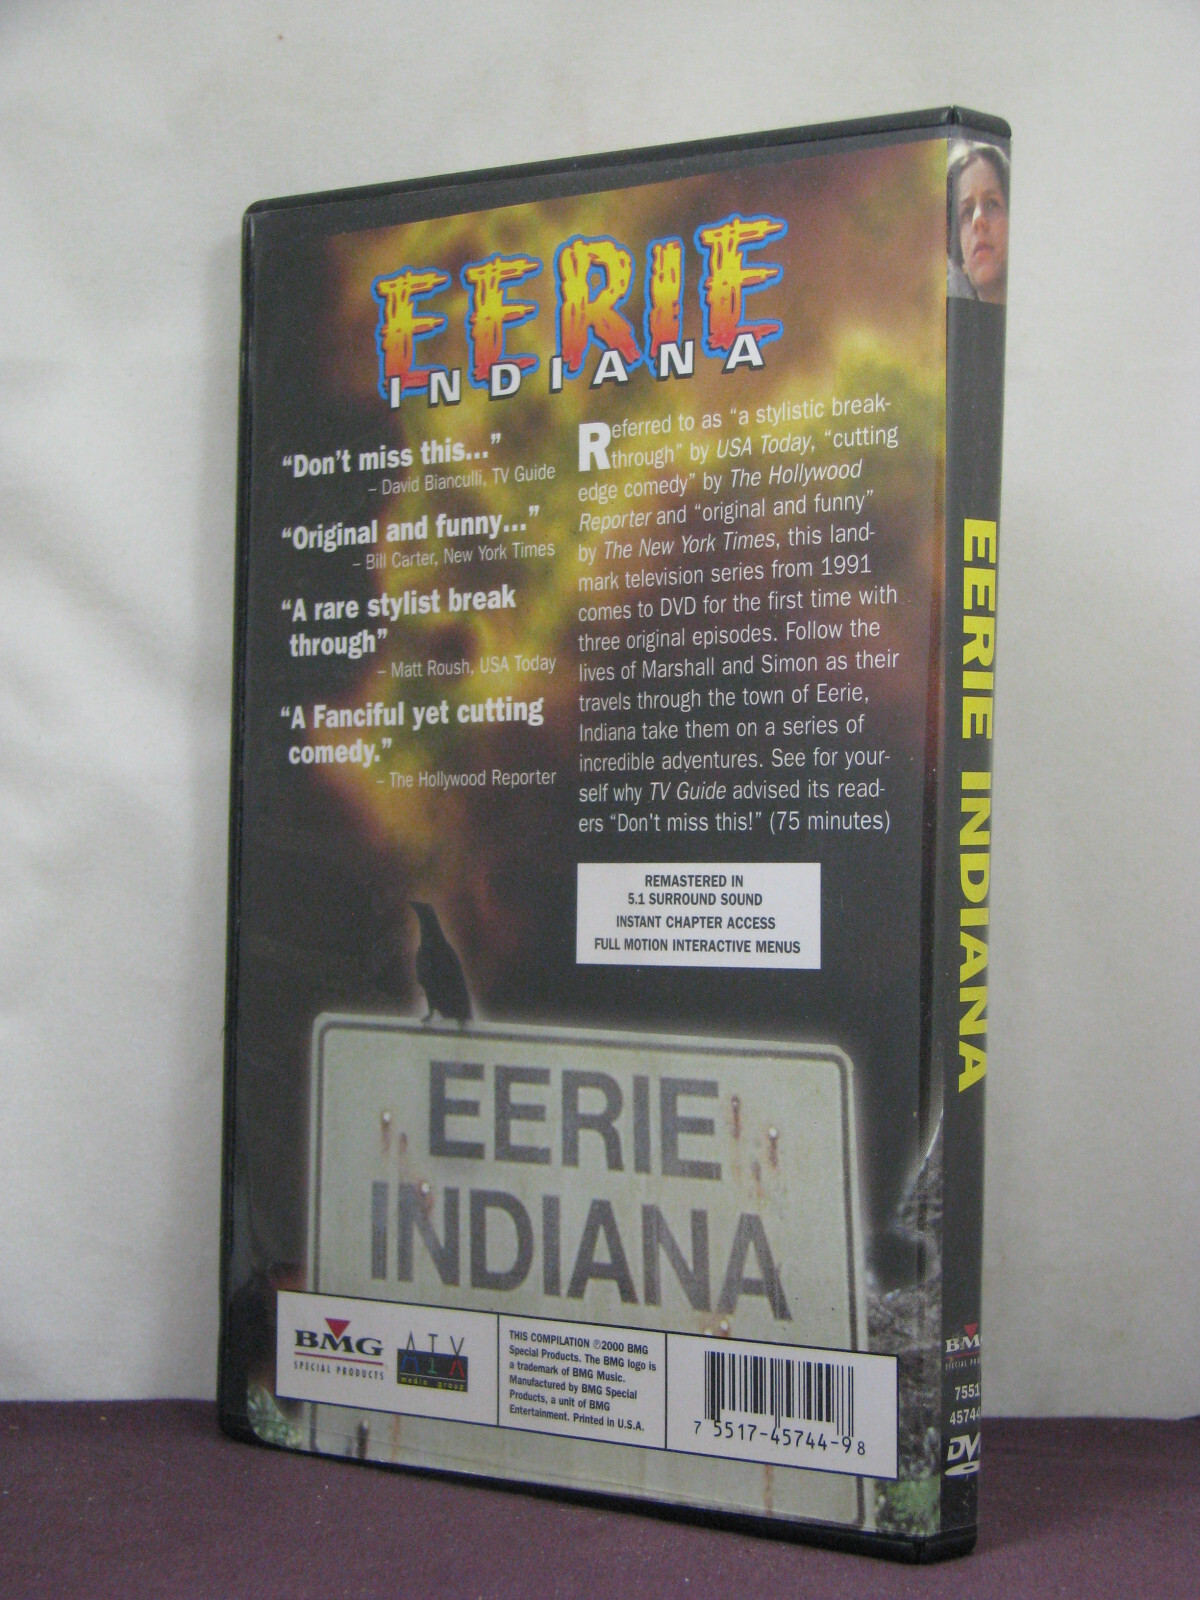 EERIE
INDIANA
“Don’t miss this...”
– David Bianculli, TV Guide
“Original and funny...”
– Bill Carter, New York Times
“A rare stylist break
through”
– Matt Roush, USA Today
“A Fanciful yet cutting
comedy.”
– The Hollywood Reporter
Referred to as “a stylistic break-
through” by USA Today, “cutting
edge comedy” by The Hollywood
Reporter and “original and funny”
by The New York Times, this land-
mark television series from 1991
comes to DVD for the first time with
three original episodes. Follow the
lives of Marshall and Simon as their
travels through the town of Eerie,
Indiana take them on a series of
incredible adventures. See for your-
self why TV Guide advised its read-
ers “Don't miss this!” (75 minutes)
REMASTERED IN
5.1 SURROUND SOUND
INSTANT CHAPTER ACCESS
FULL MOTION INTERACTIVE MENUS
EERIE
INDIANA
BMG
SPECIAL PRODUCTS
media group
THIS COMPILATION ℗2000 BMG
Special Products. The BMG logo is
a trademark of BMG Music.
Manufactured by BMG Special
Products, a unit of BMG
Entertainment. Printed in U.S.A.
7 5517-45744-9 8
EERIE INDIANA
BMG
SPECIAL
7551
4574
DV